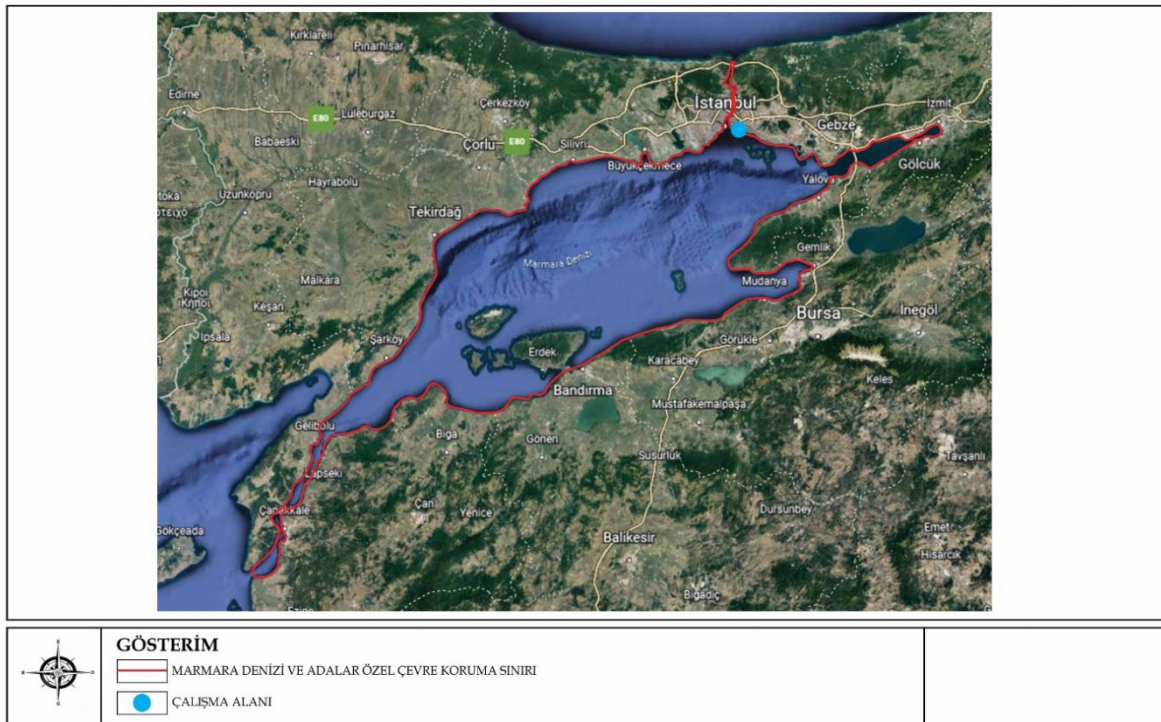 Kırklareli
Pınarhisar
Edirne
E80
Lüleburgaz
Çerkezköy
İstanbul
İzmit
Babaeski
Çorlu
E80
Silivri
Gebze
Büyükçekmece
Gölcük
Hayrabolu
Yalova
Uzunköprü
Tekirdağ
Gemlik
Marmara Denizi
Malkara
Mudanya
Kipoi
Κήποι
Keşan
Bursa
İnegöl
İpsala
Şarköy
Erdek
Görükle
Karacabey
Keles
Bandırma
Mustafakemalpaşa
Gelibolu
Biga
Gönen
Susurluk
Tavşanlı
Lapseki
Çanakkale
Çan
Yenice
Dursunbey
Gökçeada
Emet
Balıkesir
Hisarcık
Bigadiç
Ezine
GÖSTERİM
MARMARA DENİZİ VE ADALAR ÖZEL ÇEVRE KORUMA SINIRI
ÇALIŞMA ALANI